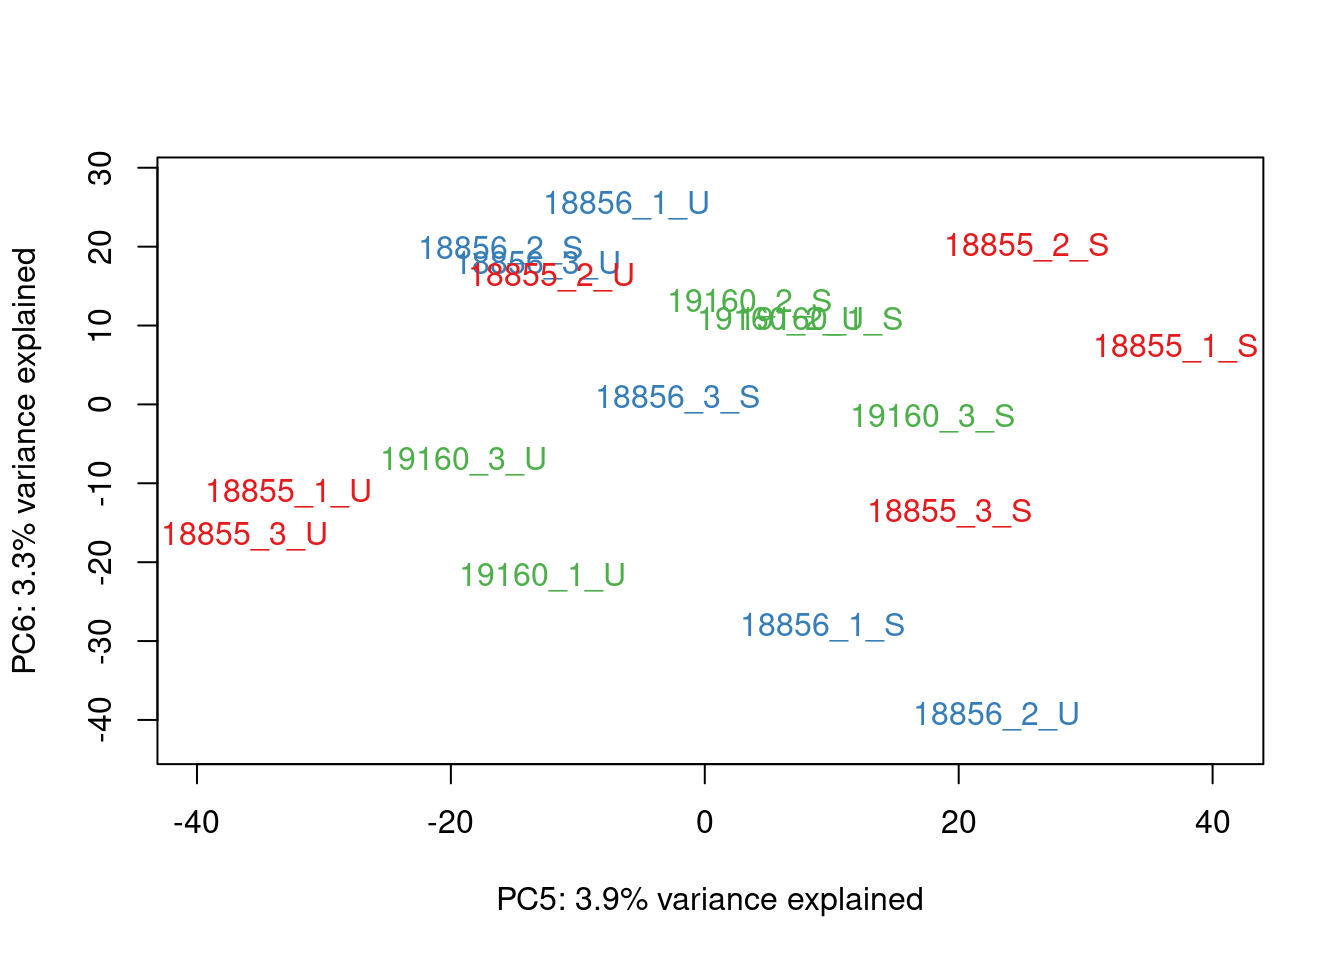 30
20
10
0
-10
-20
-30
-40
PC6: 3.3% variance explained
18856_1_U
18856_2_S
18855_2_S
18856_3_U
18855_2_U
19160_2_S
19160_2_U
19160_1_S
18855_1_S
18856_3_S
19160_3_S
19160_3_U
18855_1_U
18855_3_S
18855_3_U
19160_1_U
18856_1_S
18856_2_U
-40
-20
0
20
40
PC5: 3.9% variance explained